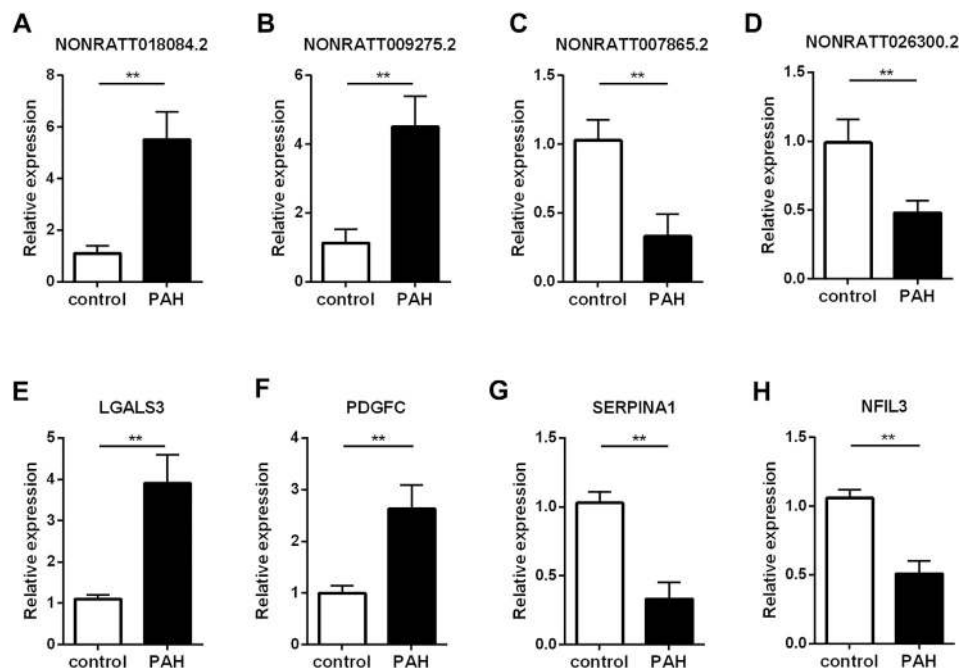 A
NONRATT018084.2
**
Relative expression
8
6
4
2
0
control PAH
B
NONRATT009275.2
**
Relative expression
6
4
2
0
control PAH
C
NONRATT007865.2
**
Relative expression
1.5
1.0
0.5
0.0
control PAH
D
NONRATT026300.2
**
Relative expression
1.5
1.0
0.5
0.0
control PAH
E
LGALS3
**
Relative expression
5
4
3
2
1
0
control PAH
F
PDGFC
**
Relative expression
4
3
2
1
0
control PAH
G
SERPINA1
**
Relative expression
1.5
1.0
0.5
0.0
control PAH
H
NFIL3
**
Relative expression
1.5
1.0
0.5
0.0
control PAH